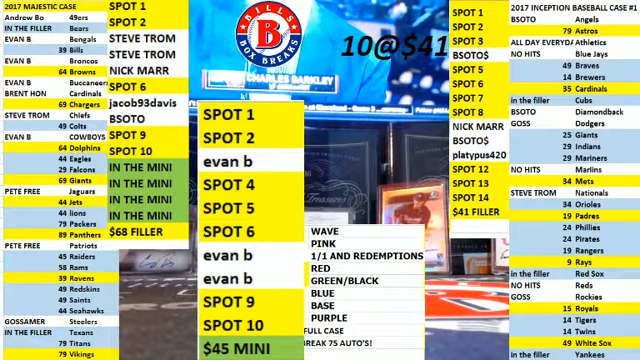 2017 MAJESTIC CASE
Andrew Bo 49ers
IN THE FILLER Bears
EVAN B Bengals
39 Bills
EVAN B Broncos
64 Browns
EVAN B Buccaneers
BRENT HON Cardinals
69 Chargers
STEVE TROM Chiefs
49 Colts
EVAN B COWBOYS
64 Dolphins
44 Eagles
29 Falcons
69 Giants
PETE FREE Jaguars
44 Jets
44 lions
79 Packers
89 Panthers
PETE FREE Patriots
45 Raiders
58 Rams
39 Ravens
49 Redskins
49 Saints
44 Seahawks
GOSSAMER Steelers
IN THE FILLER Texans
79 Titans
79 Vikings
SPOT 1
SPOT 2
STEVE TROM
STEVE TROM
NICK MARR
SPOT 6
jacob93davis
BSOTO
SPOT 9
SPOT 10
IN THE MINI
IN THE MINI
IN THE MINI
IN THE MINI
$68 FILLER
BILLS
BOX BREAKS
CHARLES BARKLEY
10@$41
SPOT 1
SPOT 2
evan b
SPOT 4
SPOT 5
SPOT 6
evan b
evan b
SPOT 9
SPOT 10
$45 MINI
Treasures
WAVE
PINK
1/1 AND REDEMPTIONS
RED
GREEN/BLACK
BLUE
BASE
PURPLE
FULL CASE
BREAK 75 AUTO'S!
SPOT 1
SPOT 2
SPOT 3
BSOTO$
SPOT 5
SPOT 6
SPOT 7
SPOT 8
NICK MARR
BSOTO$
platypus420
SPOT 12
SPOT 13
SPOT 14
$41 FILLER
2017 INCEPTION BASEBALL CASE #1
BSOTO Angels
79 Astros
ALL DAY EVERYDA Athletics
NO HITS Blue Jays
49 Braves
14 Brewers
35 Cardinals
in the filler Cubs
BSOTO Diamondback
GOSS Dodgers
25 Giants
29 Indians
29 Mariners
NO HITS Marlins
34 Mets
STEVE TROM Nationals
34 Orioles
19 Padres
24 Phillies
24 Pirates
19 Rangers
9 Rays
in the filler Red Sox
NO HITS Reds
GOSS Rockies
15 Royals
14 Tigers
14 Twins
49 White Sox
in the filler Yankees